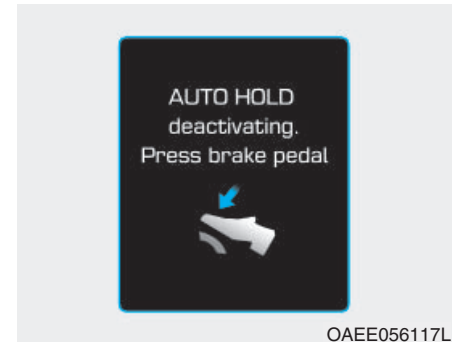 AUTO HOLD
deactivating.
Press brake pedal
OAEE056117L